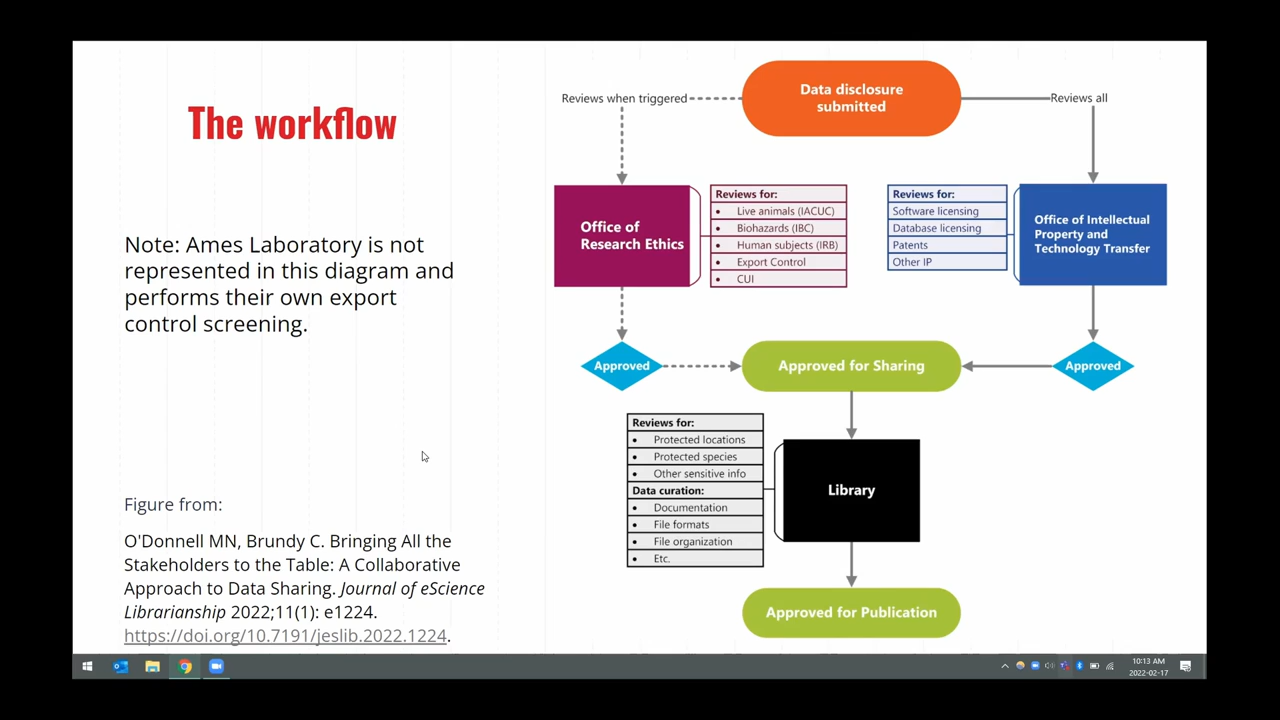 The workflow
Note: Ames Laboratory is not
represented in this diagram and
performs their own export
control screening.
Figure from:
O'Donnell MN, Brundy C. Bringing All the
Stakeholders to the Table: A Collaborative
Approach to Data Sharing. Journal of eScience
Librarianship 2022;11(1): e1224.
https://doi.org/10.7191/jeslib.2022.1224.
Data disclosure
submitted
Reviews when triggered
Reviews all
Office of
Research Ethics
Reviews for:
• Live animals (IACUC)
• Biohazards (IBC)
• Human subjects (IRB)
• Export Control
• CUI
Reviews for:
Software licensing
Database licensing
Patents
Other IP
Office of Intellectual
Property and
Technology Transfer
Approved
Approved for Sharing
Approved
Reviews for:
• Protected locations
• Protected species
• Other sensitive info
Data curation:
• Documentation
• File formats
• File organization
• Etc.
Library
Approved for Publication
10:13 AM
2022-02-17